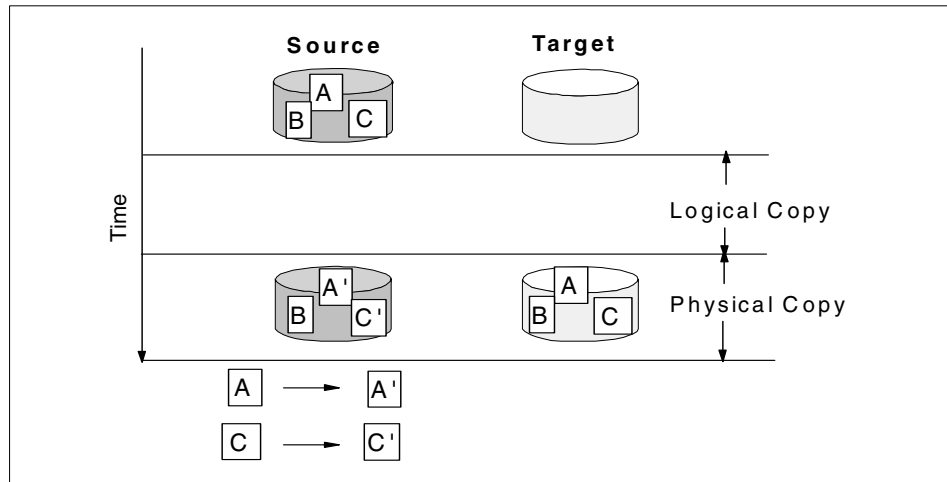 Source
Target
A
B
C
Time
Logical Copy
A'
B
C'
A
B
C
Physical Copy
A
A'
C
C'